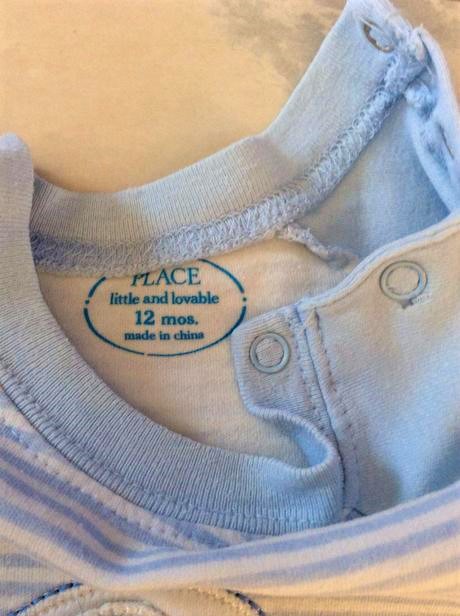 PLACE
little and lovable
12 mos.
made in china